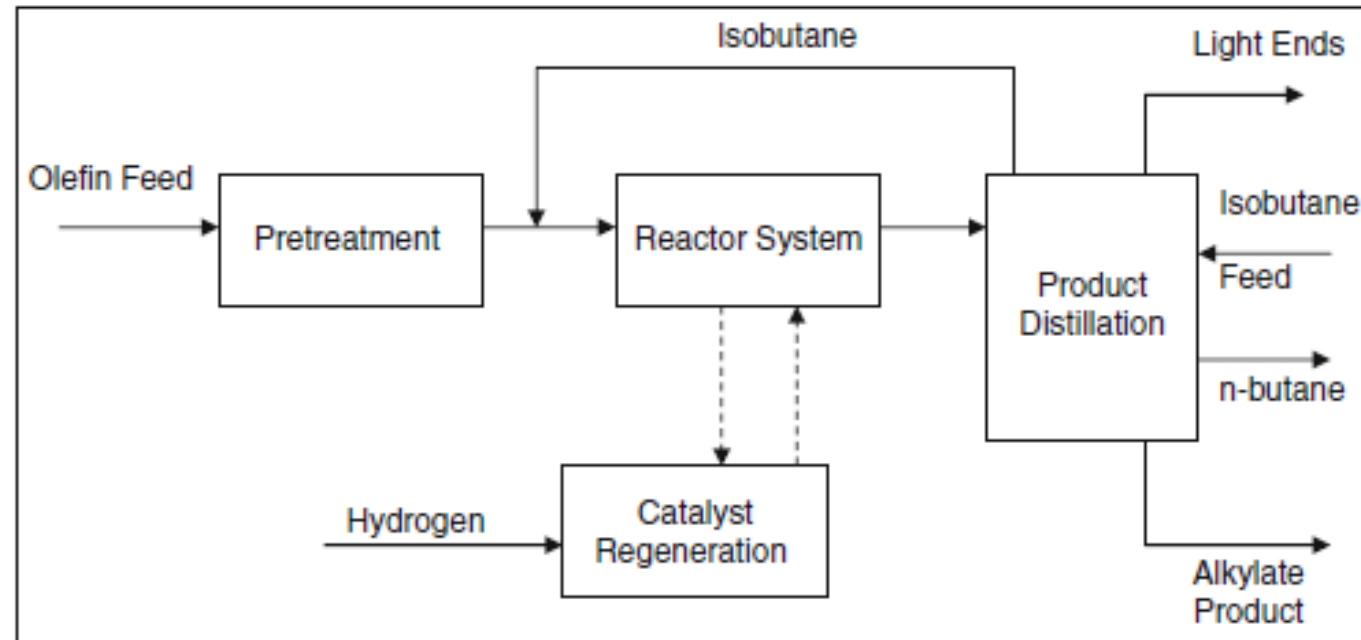 Isobutane
Light Ends
Olefin Feed
Pretreatment
Reactor System
Isobutane
Feed
Product
Distillation
n-butane
Hydrogen
Catalyst
Regeneration
Alkylate
Product